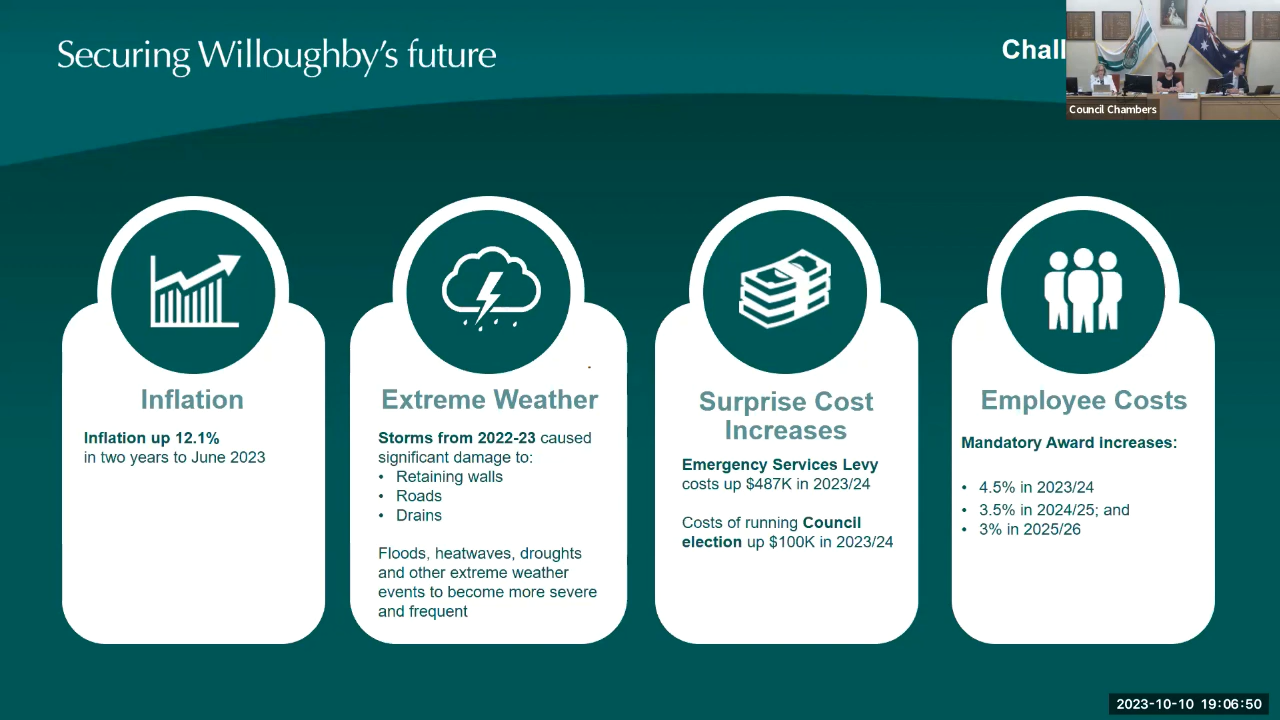 Securing Willoughby's future
Chall
Council Chambers
Inflation
Inflation up 12.1%
in two years to June 2023
Extreme Weather
Storms from 2022-23 caused
significant damage to:
• Retaining walls
• Roads
• Drains
Floods, heatwaves, droughts
and other extreme weather
events to become more severe
and frequent
Surprise Cost
Increases
Emergency Services Levy
costs up $487K in 2023/24
Costs of running Council
election up $100K in 2023/24
Employee Costs
Mandatory Award increases:
• 4.5% in 2023/24
• 3.5% in 2024/25; and
• 3% in 2025/26
2023-10-10 19:06:50